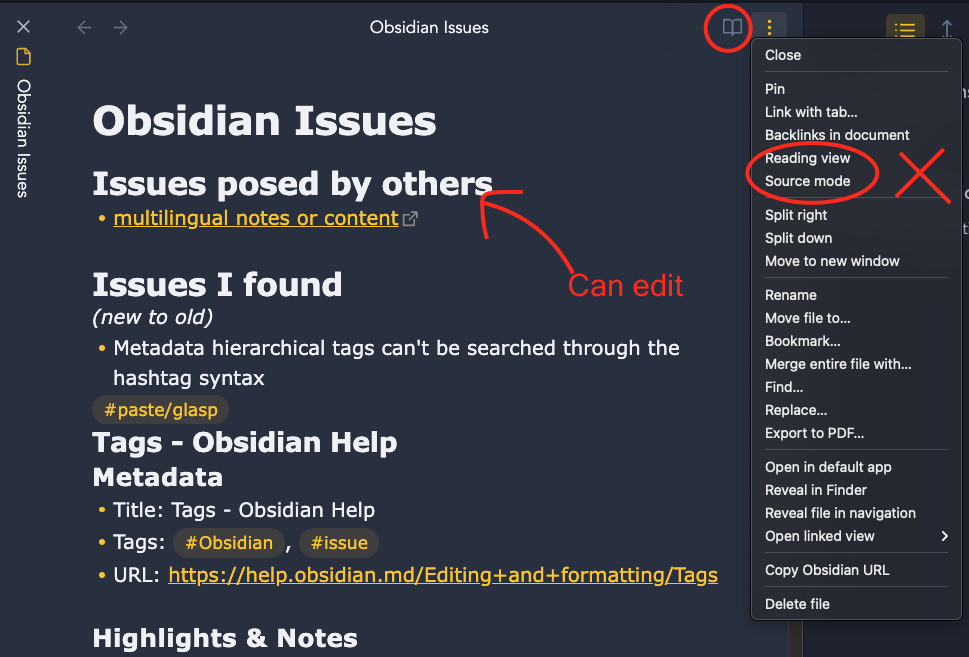 Obsidian Issues
Obsidian Issues
Obsidian Issues
Issues posed by others
• multilingual notes or content
Can edit
Issues I found
(new to old)
• Metadata hierarchical tags can't be searched through the
hashtag syntax
#paste/glasp
Tags - Obsidian Help
Metadata
• Title: Tags - Obsidian Help
• Tags: #Obsidian, #issue
• URL: https://help.obsidian.md/Editing+and+formatting/Tags
Highlights & Notes
Close
Pin
Link with tab...
Backlinks in document
Reading view
Source mode
Split right
Split down
Move to new window
Rename
Move file to...
Bookmark...
Merge entire file with...
Find...
Replace...
Export to PDF...
Open in default app
Reveal in Finder
Reveal file in navigation
Open linked view
Copy Obsidian URL
Delete file